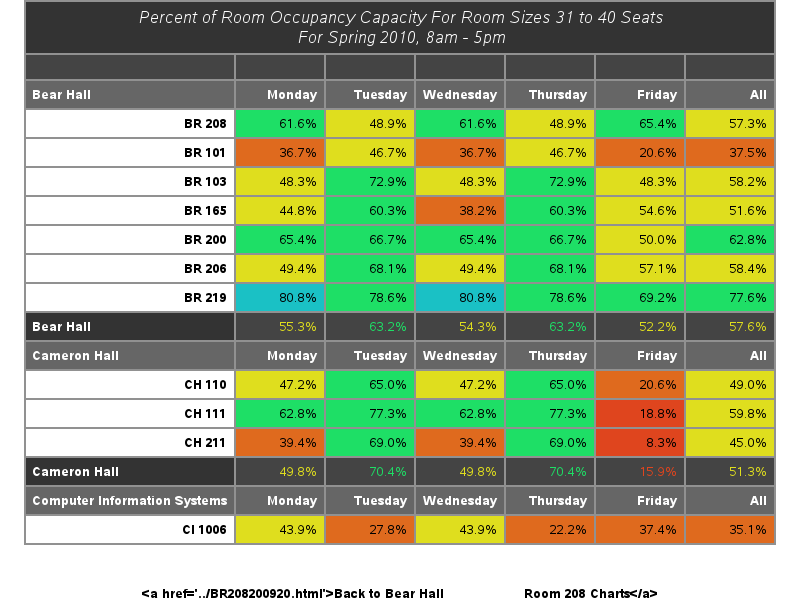 Percent of Room Occupancy Capacity For Room Sizes 31 to 40 Seats
For Spring 2010, 8am - 5pm
Bear Hall Monday Tuesday Wednesday Thursday Friday All
BR 208 61.6% 48.9% 61.6% 48.9% 65.4% 57.3%
BR 101 36.7% 46.7% 36.7% 46.7% 20.6% 37.5%
BR 103 48.3% 72.9% 48.3% 72.9% 48.3% 58.2%
BR 165 44.8% 60.3% 38.2% 60.3% 54.6% 51.6%
BR 200 65.4% 66.7% 65.4% 66.7% 50.0% 62.8%
BR 206 49.4% 68.1% 49.4% 68.1% 57.1% 58.4%
BR 219 80.8% 78.6% 80.8% 78.6% 69.2% 77.6%
Bear Hall 55.3% 63.2% 54.3% 63.2% 52.2% 57.6%
Cameron Hall Monday Tuesday Wednesday Thursday Friday All
CH 110 47.2% 65.0% 47.2% 65.0% 20.6% 49.0%
CH 111 62.8% 77.3% 62.8% 77.3% 18.8% 59.8%
CH 211 39.4% 69.0% 39.4% 69.0% 8.3% 45.0%
Cameron Hall 49.8% 70.4% 49.8% 70.4% 15.9% 51.3%
Computer Information Systems Monday Tuesday Wednesday Thursday Friday All
CI 1006 43.9% 27.8% 43.9% 22.2% 37.4% 35.1%
<a href='../BR208200920.html'>Back to Bear Hall Room 208 Charts</a>